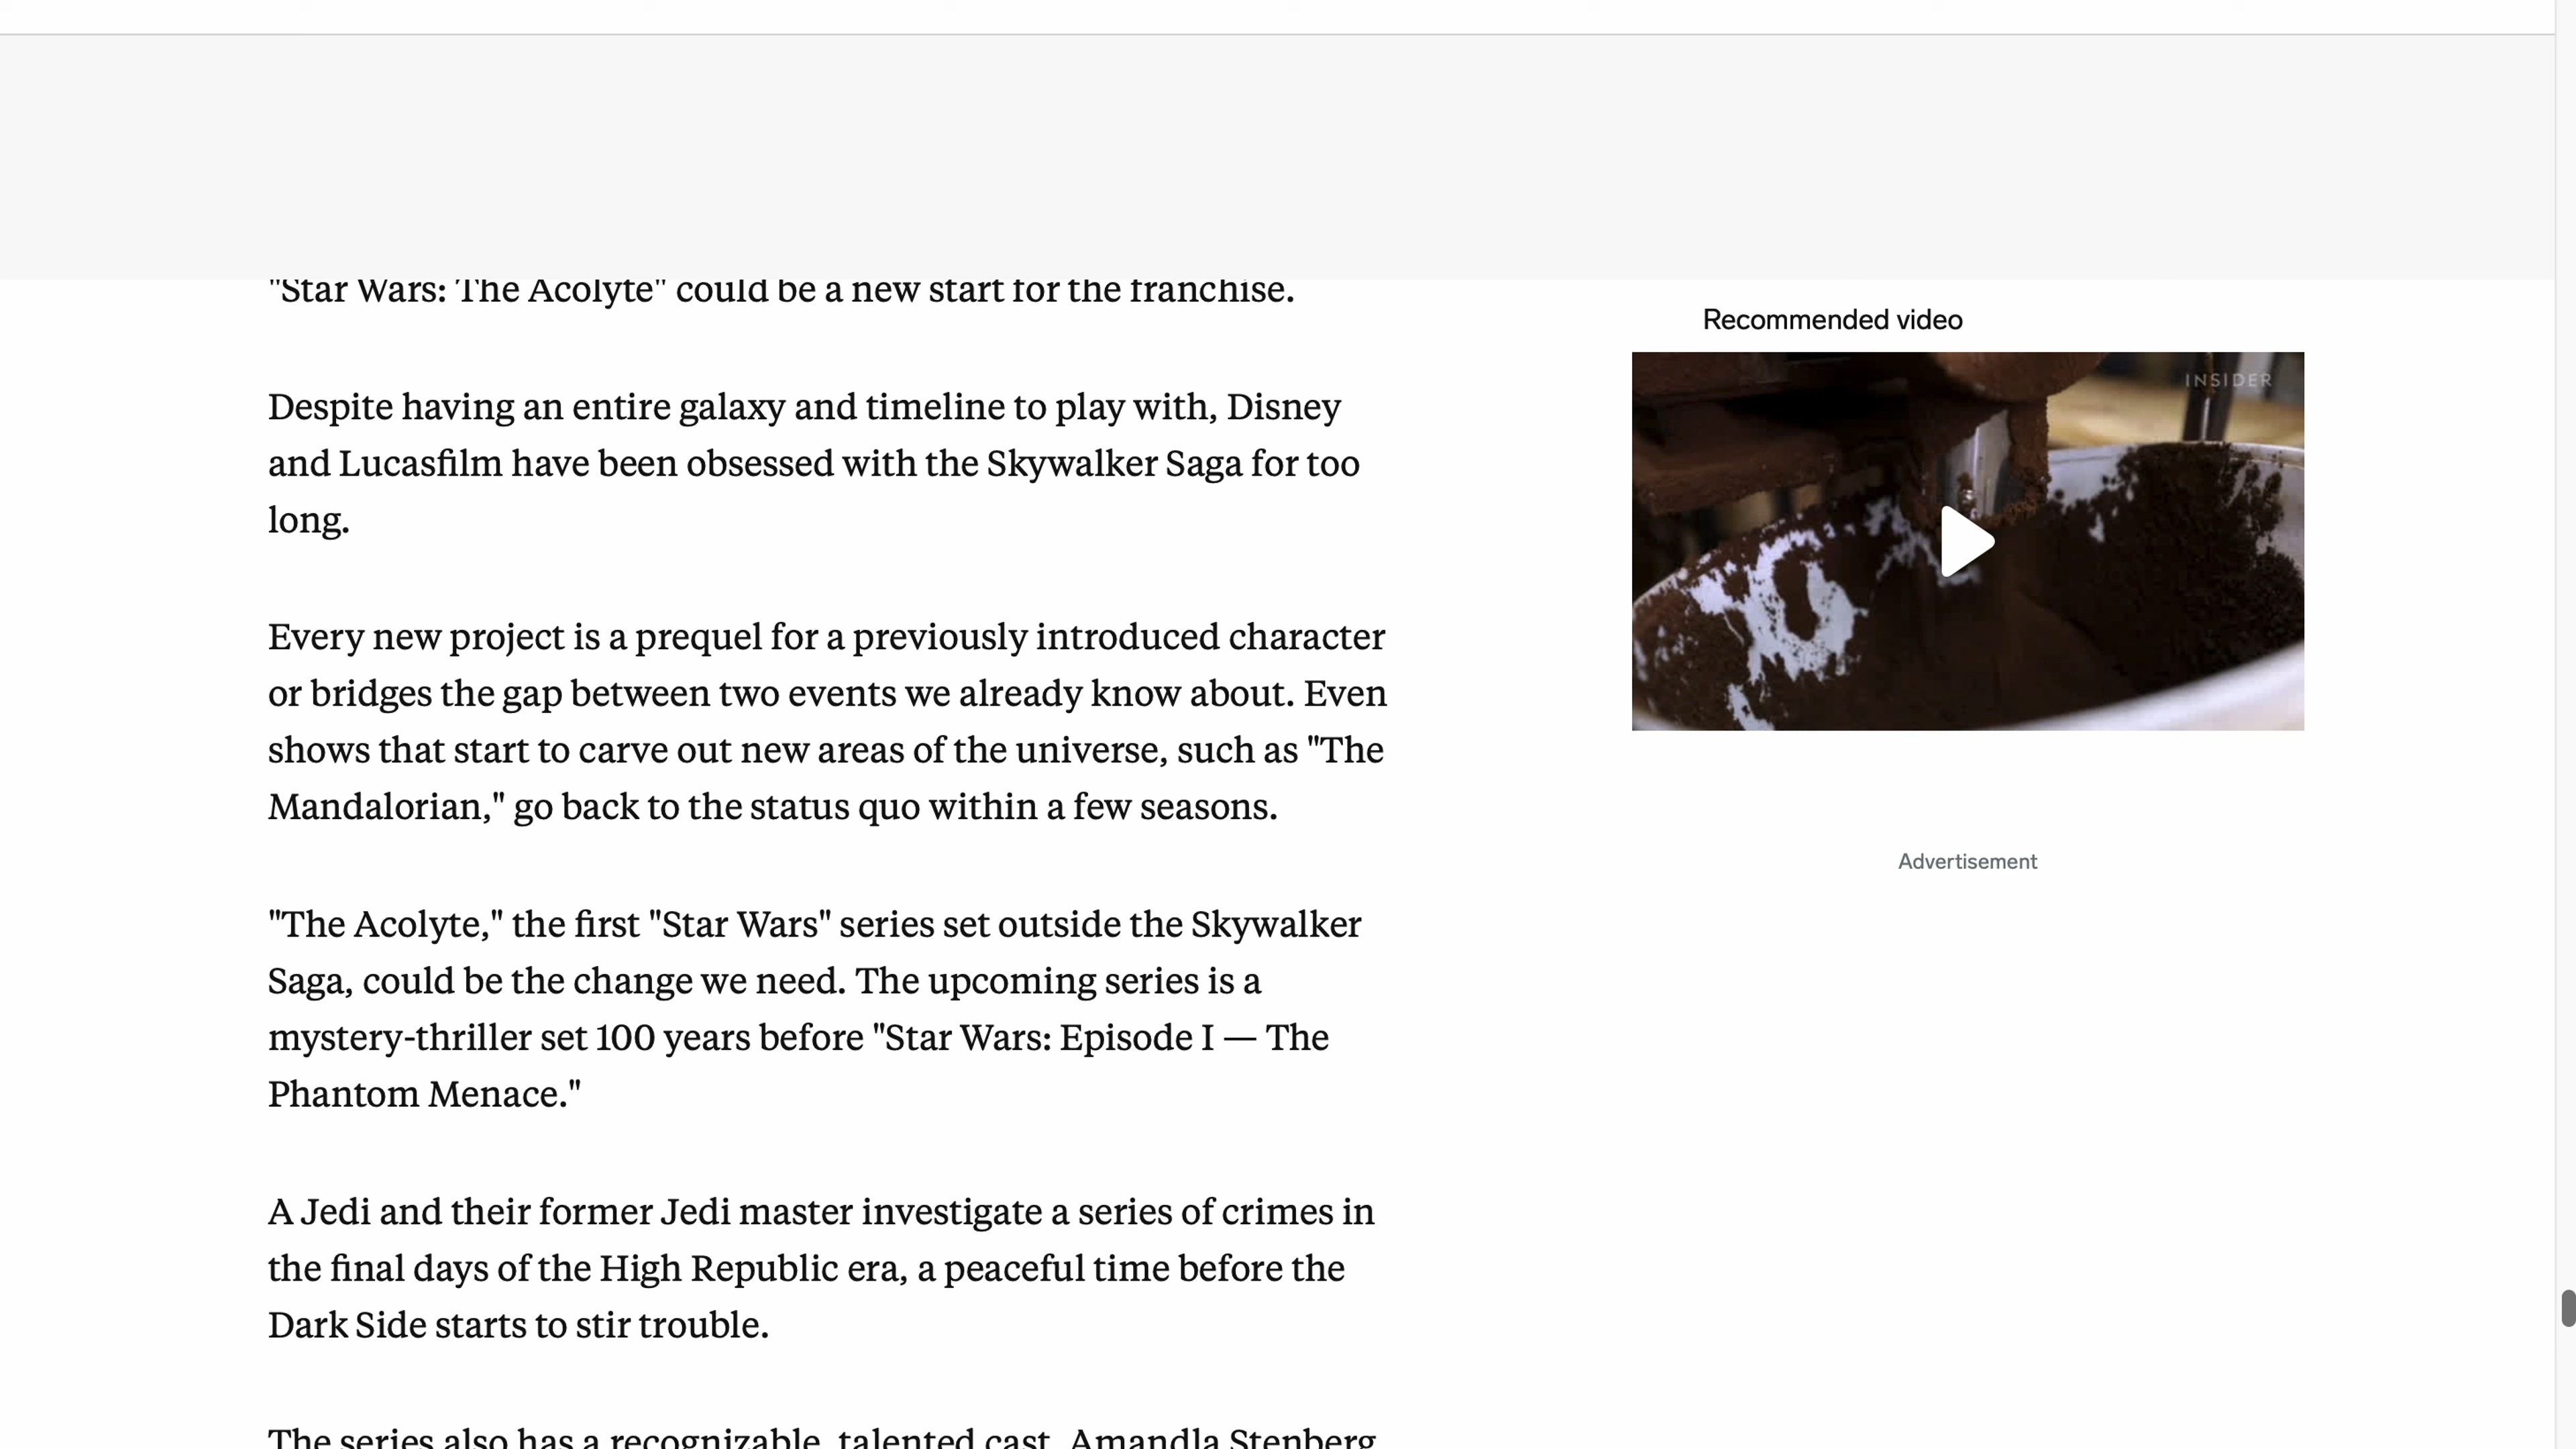 "Star Wars: The Acolyte" could be a new start for the franchise.
Despite having an entire galaxy and timeline to play with, Disney
and Lucasfilm have been obsessed with the Skywalker Saga for too
long.
Every new project is a prequel for a previously introduced character
or bridges the gap between two events we already know about. Even
shows that start to carve out new areas of the universe, such as "The
Mandalorian," go back to the status quo within a few seasons.
"The Acolyte," the first "Star Wars" series set outside the Skywalker
Saga, could be the change we need. The upcoming series is a
mystery-thriller set 100 years before "Star Wars: Episode I — The
Phantom Menace."
A Jedi and their former Jedi master investigate a series of crimes in
the final days of the High Republic era, a peaceful time before the
Dark Side starts to stir trouble.
The series also has a recognizable, talented cast. Amandla Stenberg
Recommended video
INSIDER
Advertisement